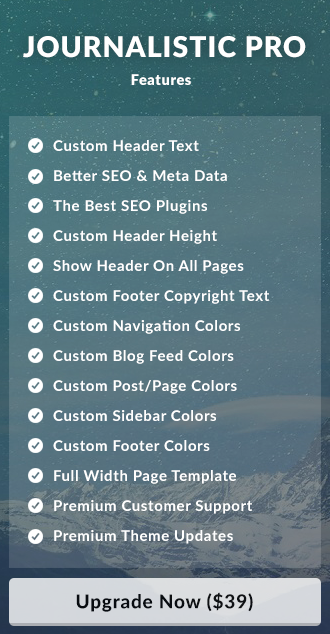 JOURNALISTIC PRO
Features
Custom Header Text
Better SEO & Meta Data
The Best SEO Plugins
Custom Header Height
Show Header On All Pages
Custom Footer Copyright Text
Custom Navigation Colors
Custom Blog Feed Colors
Custom Post/Page Colors
Custom Sidebar Colors
Custom Footer Colors
Full Width Page Template
Premium Customer Support
Premium Theme Updates
Upgrade Now ($39)